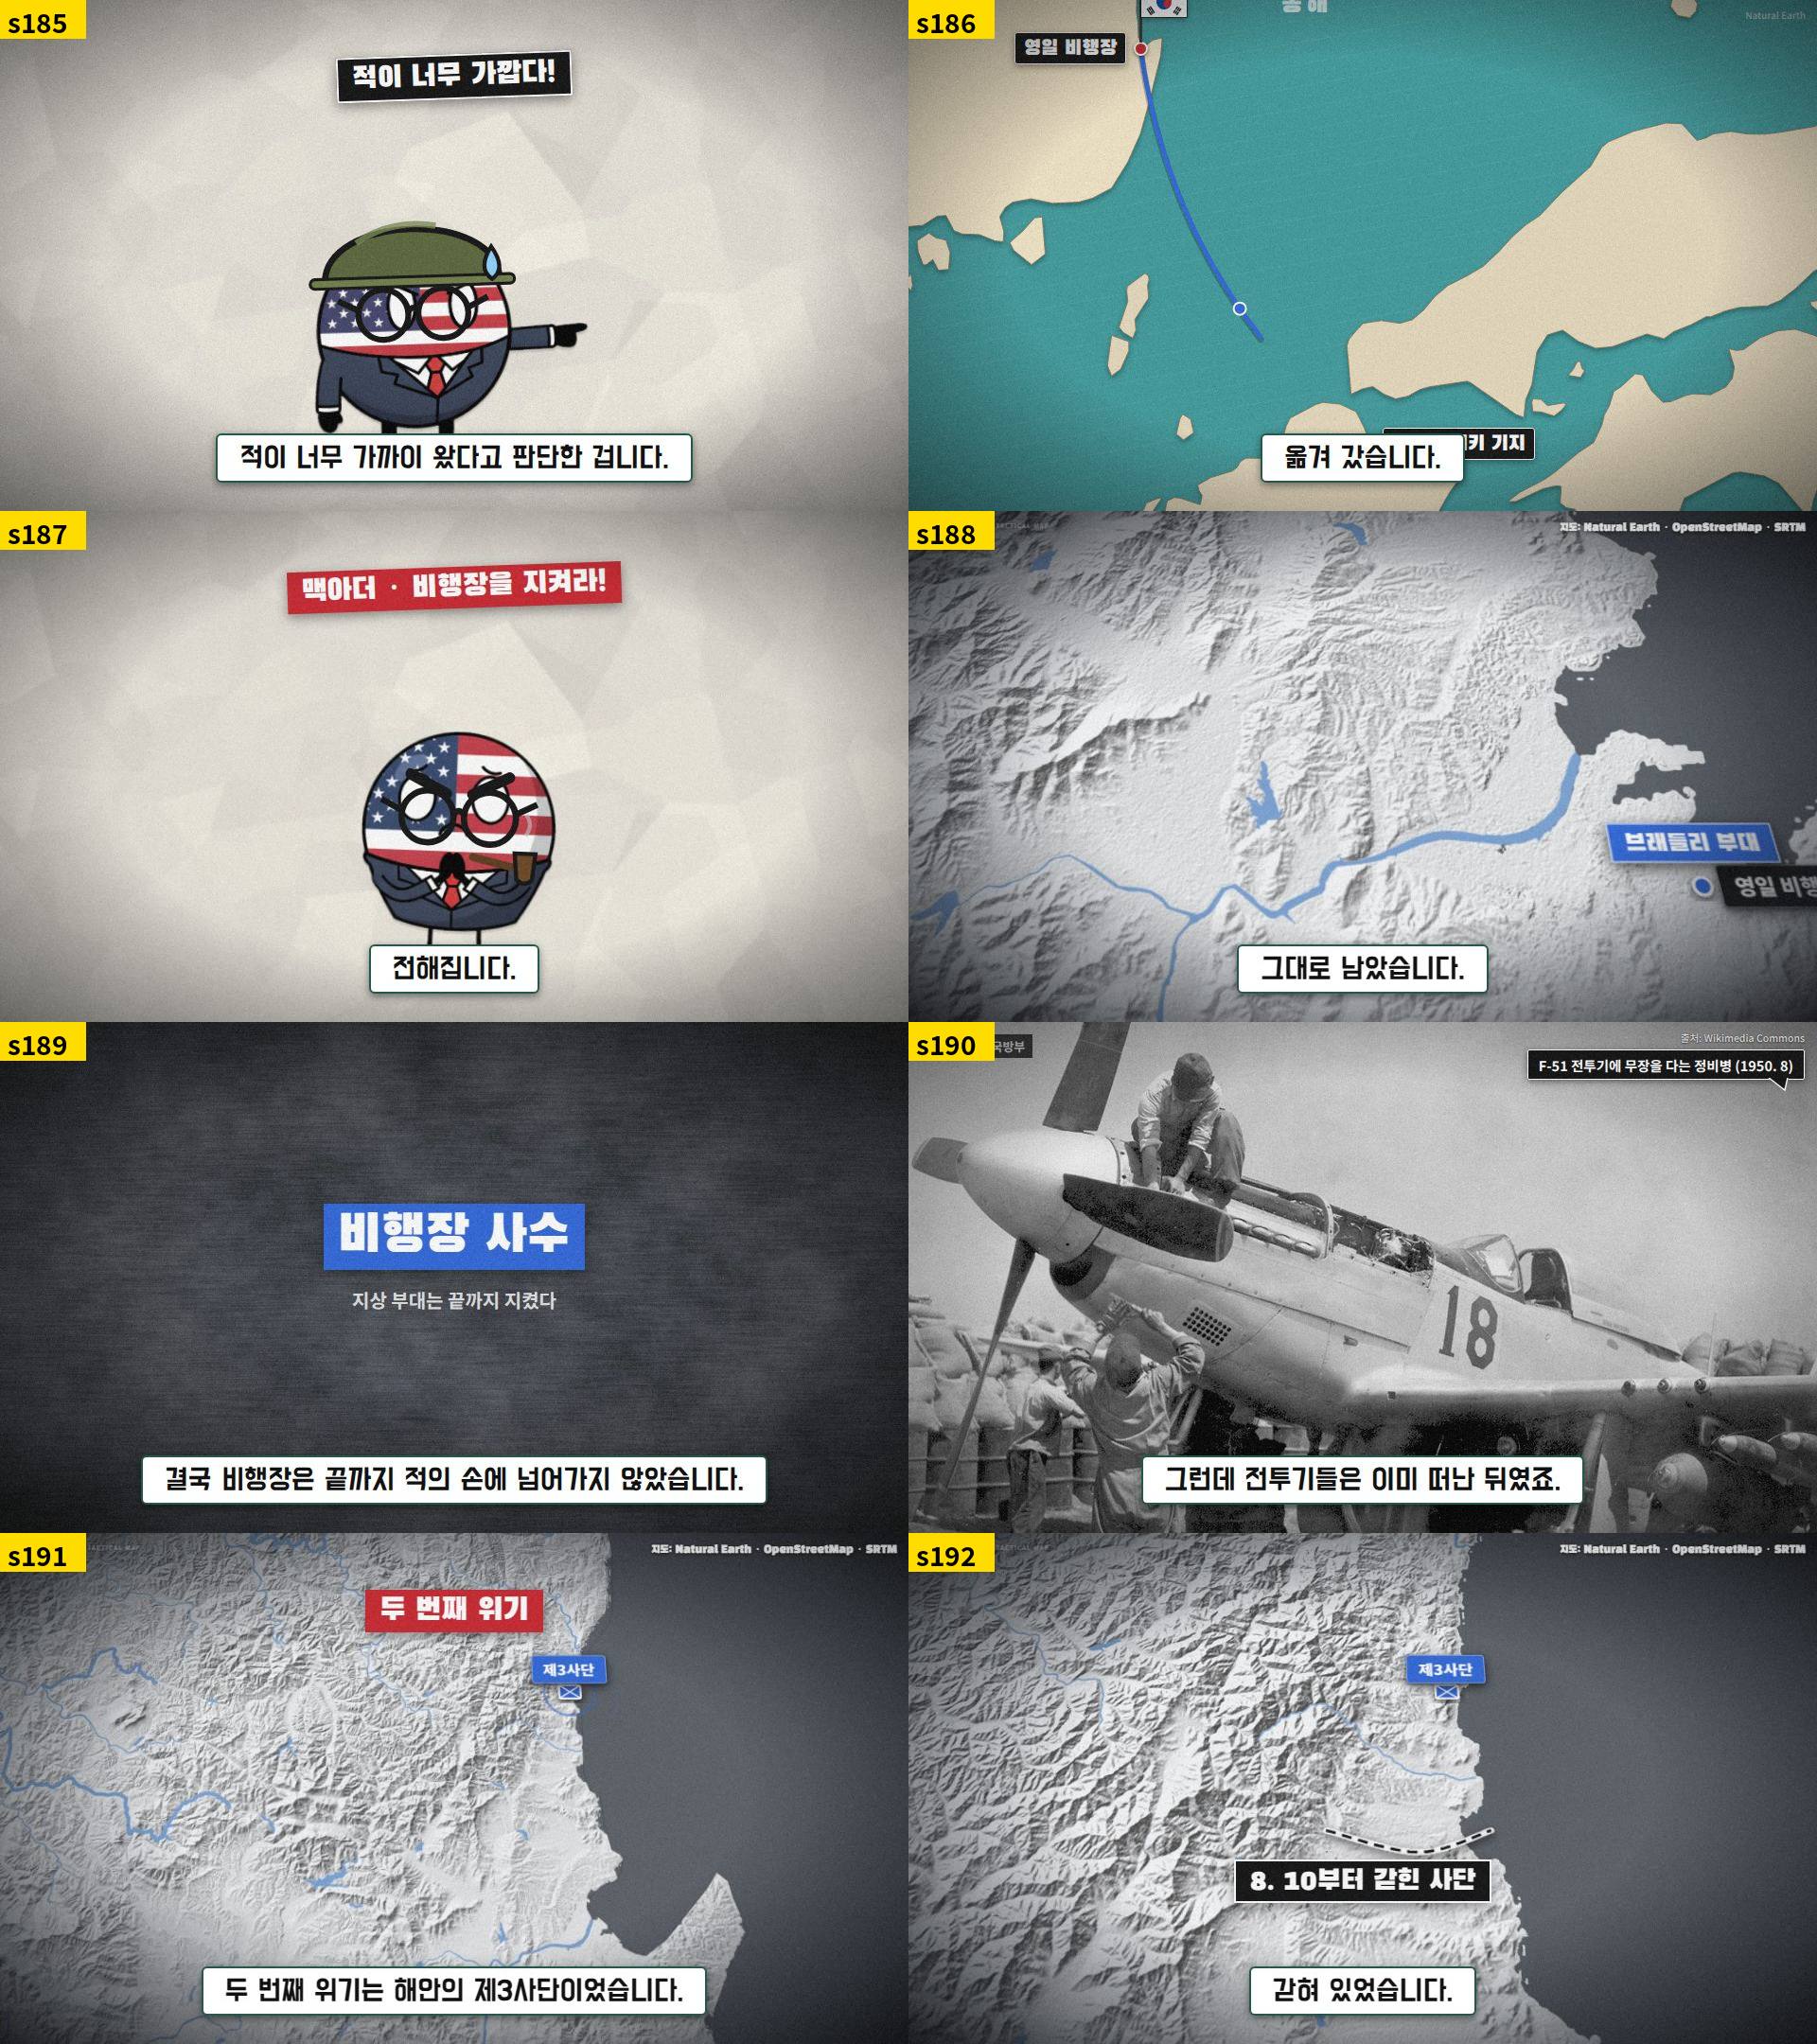 s185
적이 너무 가깝다!
적이 너무 가까이 왔다고 판단한 겁니다.
s186
동해
Natural Earth
영일 비행장
키 기지
옮겨 갔습니다.
s187
맥아더 · 비행장을 지켜라!
전해집니다.
s188
TACTICAL MAP
지도: Natural Earth · OpenStreetMap · SRTM
브래들리 부대
영일 비행
그대로 남았습니다.
s189
비행장 사수
지상 부대는 끝까지 지켰다
결국 비행장은 끝까지 적의 손에 넘어가지 않았습니다.
s190
국방부
출처: Wikimedia Commons
F-51 전투기에 무장을 다는 정비병 (1950. 8)
18
그런데 전투기들은 이미 떠난 뒤였죠.
s191
TACTICAL MAP
지도: Natural Earth · OpenStreetMap · SRTM
두 번째 위기
제3사단
두 번째 위기는 해안의 제3사단이었습니다.
s192
TACTICAL MAP
지도: Natural Earth · OpenStreetMap · SRTM
제3사단
8. 10부터 갇힌 사단
갇혀 있었습니다.